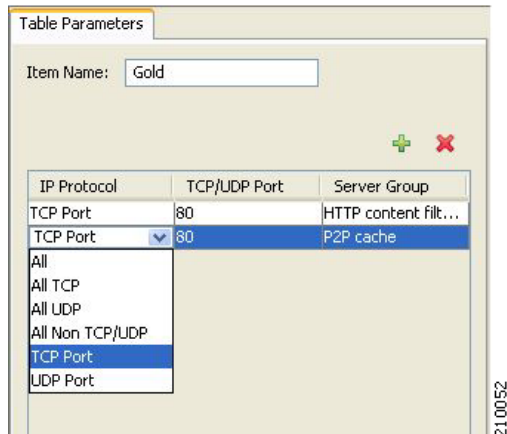 Table Parameters
Item Name: Gold
IP Protocol TCP/UDP Port Server Group
TCP Port 80 HTTP content filt...
TCP Port 80 P2P cache
All
All TCP
All UDP
All Non TCP/UDP
TCP Port
UDP Port
210052